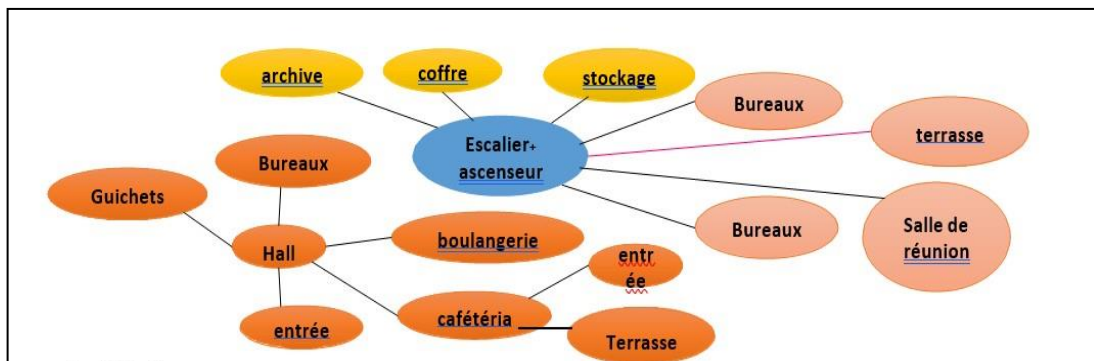 archive
coffre
stockage
Bureaux
terrasse
Escalier+
ascenseur
Bureaux
Guichets
Bureaux
Salle de
réunion
Hall
boulangerie
entr
ée
entrée
cafétéria
Terrasse